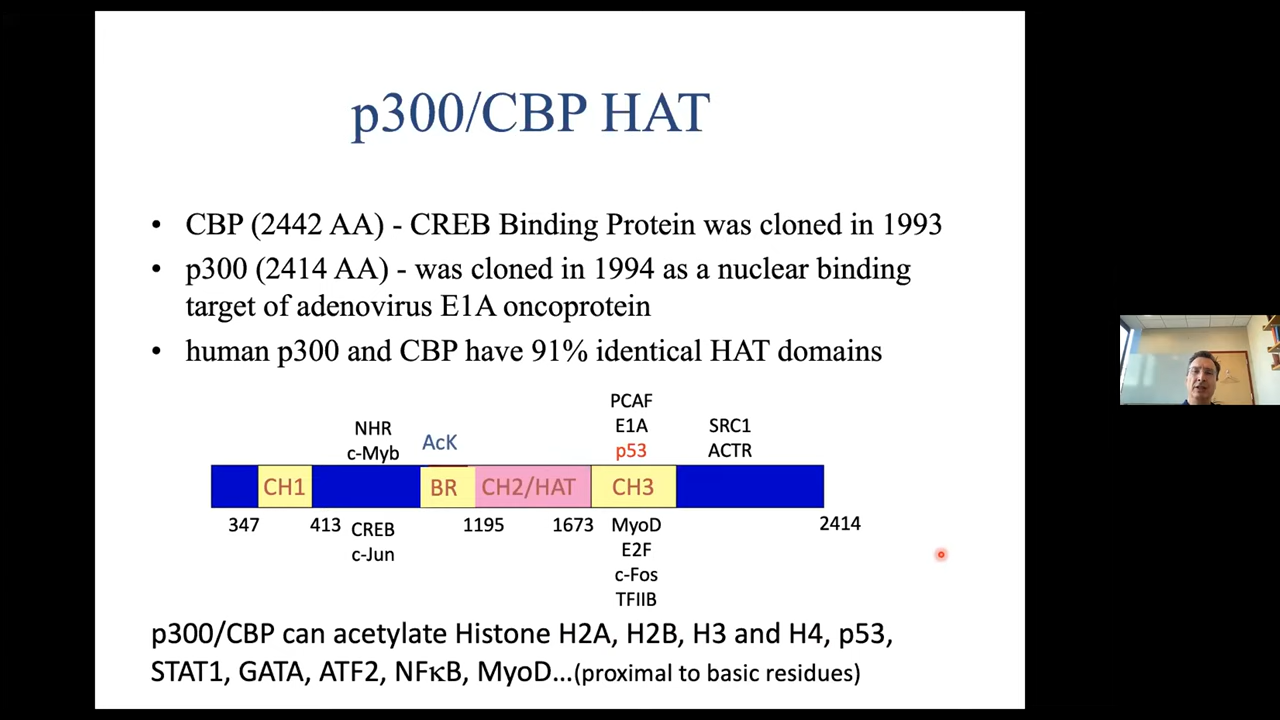 p300/CBP HAT
• CBP (2442 AA) - CREB Binding Protein was cloned in 1993
• p300 (2414 AA) - was cloned in 1994 as a nuclear binding
target of adenovirus E1A oncoprotein
• human p300 and CBP have 91% identical HAT domains
NHR
c-Myb
AcK
PCAF
E1A
p53
SRC1
ACTR
CH1
BR
CH2/HAT
CH3
347
413
CREB
c-Jun
1195
1673
MyoD
E2F
c-Fos
TFIIB
2414
p300/CBP can acetylate Histone H2A, H2B, H3 and H4, p53,
STAT1, GATA, ATF2, NFκB, MyoD...(proximal to basic residues)